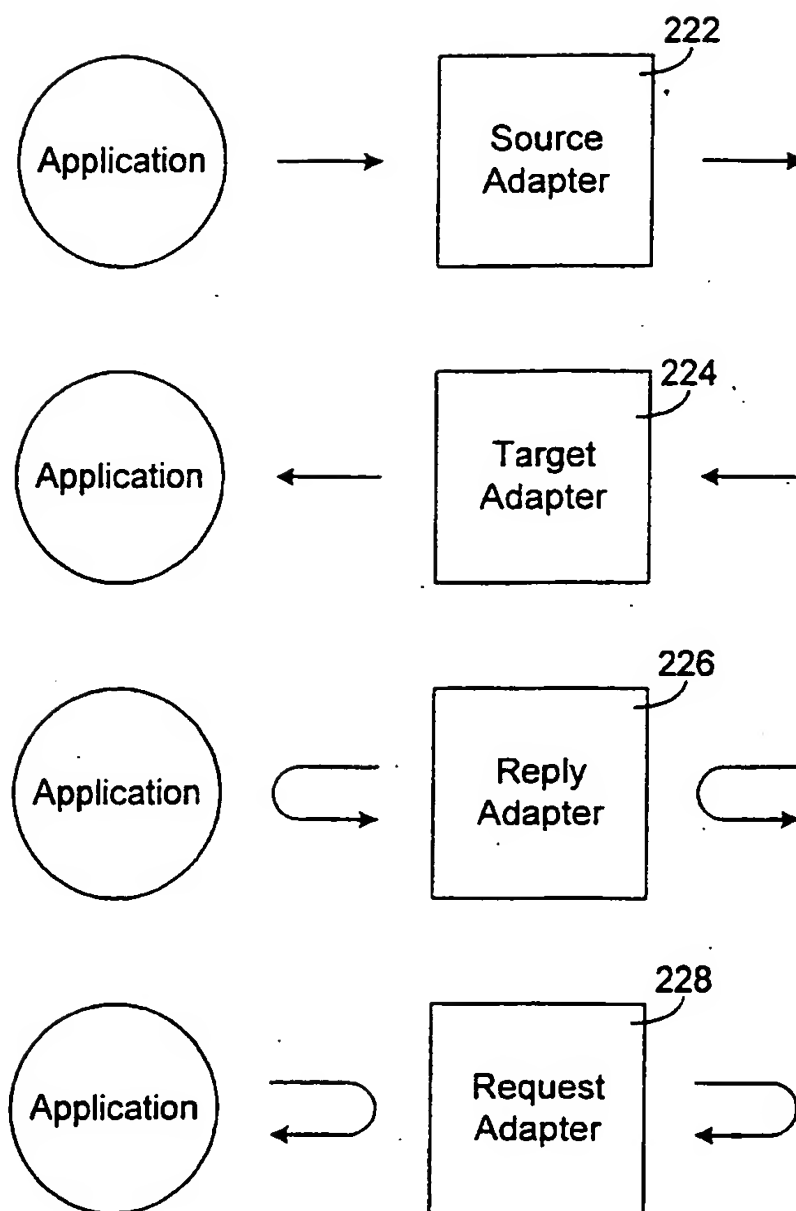 222
Application
Source
Adapter
224
Application
Target
Adapter
226
Application
Reply
Adapter
228
Application
Request
Adapter